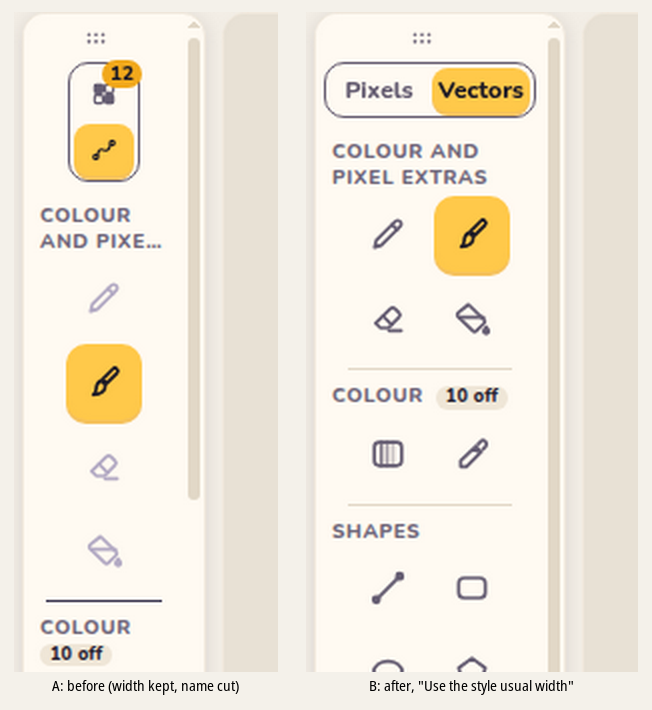 12
COLOUR
AND PIXE...
COLOUR
10 off
A: before (width kept, name cut)
Pixels Vectors
COLOUR AND
PIXEL EXTRAS
COLOUR 10 off
SHAPES
B: after, "Use the style usual width"